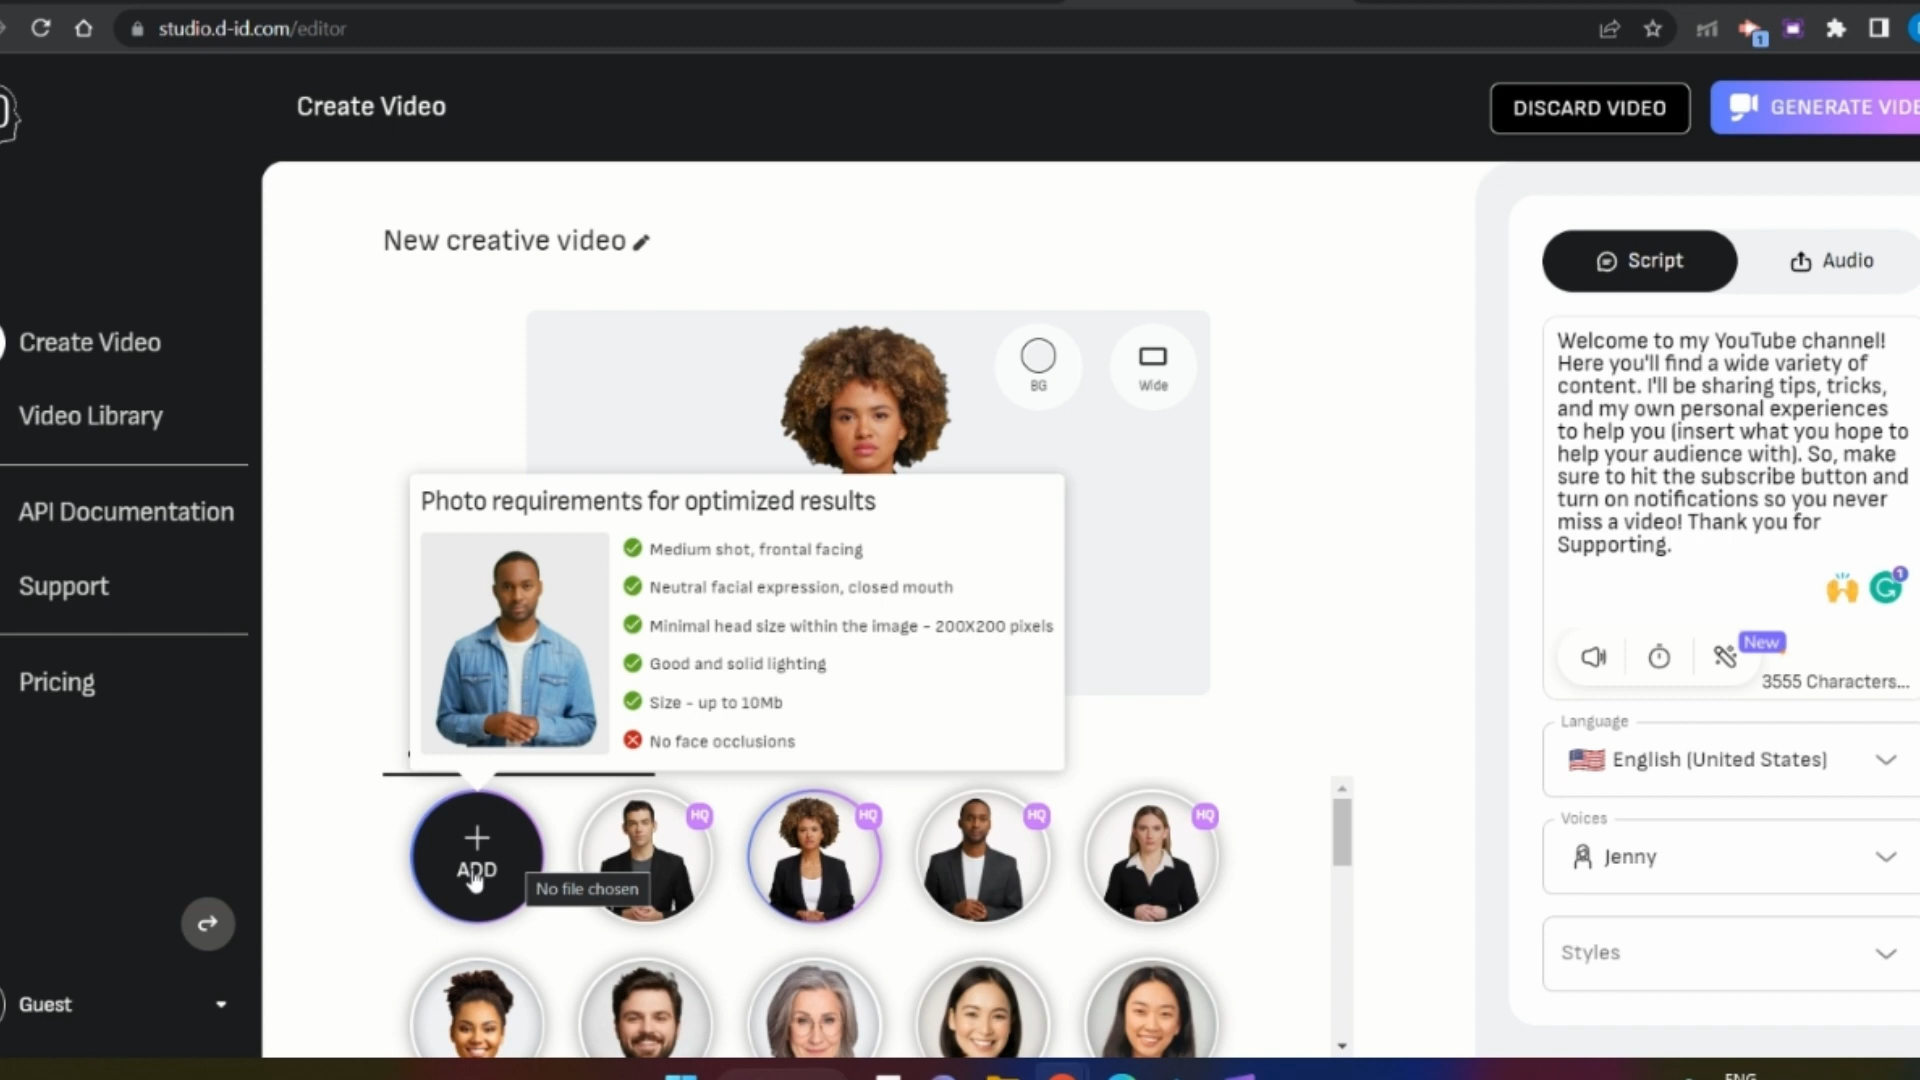 studio.d-id.com/editor
1
Create Video
DISCARD VIDEO
GENERATE VIDE
New creative video
Create Video
Video Library
API Documentation
Support
Pricing
Guest
BG
Wide
Photo requirements for optimized results
Medium shot, frontal facing
Neutral facial expression, closed mouth
Minimal head size within the image - 200X200 pixels
Good and solid lighting
Size - up to 10Mb
No face occlusions
ADD
No file chosen
HQ
HQ
HQ
HQ
Script
Audio
Welcome to my YouTube channel!
Here you'll find a wide variety of
content. I'll be sharing tips, tricks,
and my own personal experiences
to help you (insert what you hope to
help your audience with). So, make
sure to hit the subscribe button and
turn on notifications so you never
miss a video! Thank you for
Supporting.
1
New
3555 Characters...
Language
English (United States)
Voices
Jenny
Styles
ENG